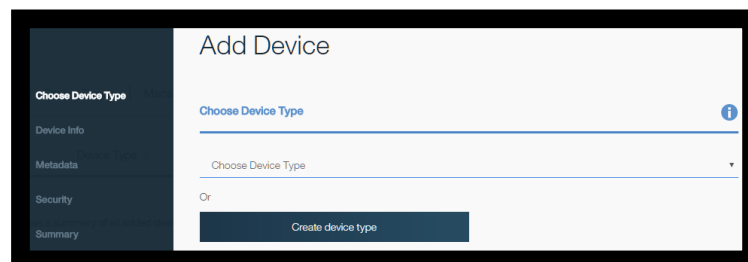 Add Device
Choose Device Type
Device Info
Metadata
Security
Summary
Choose Device Type
Choose Device Type
Or
Create device type